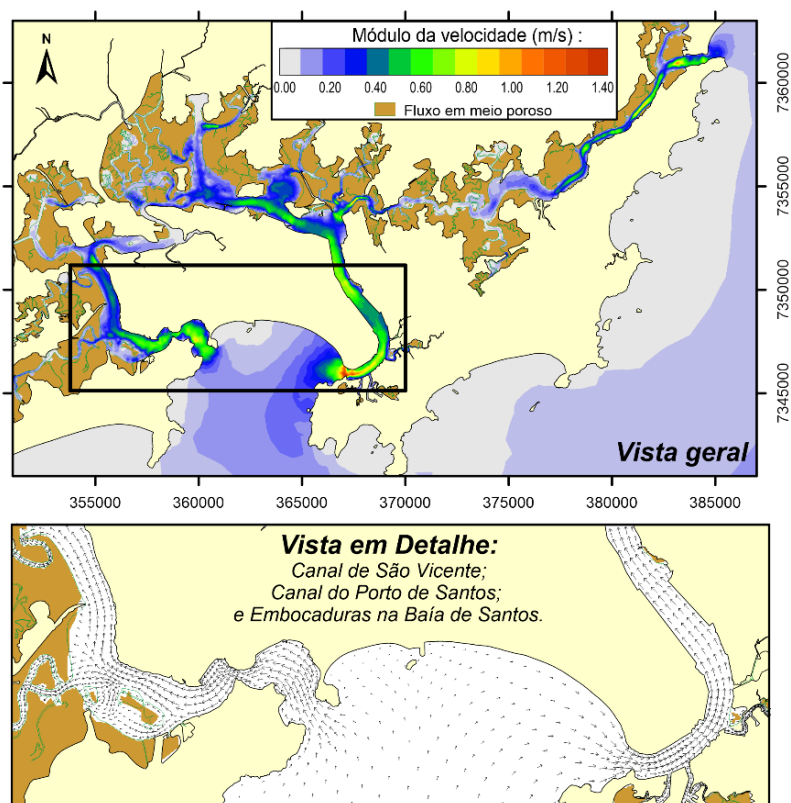 N
Módulo da velocidade (m/s) :
0.00 0.20 0.40 0.60 0.80 1.00 1.20 1.40
Fluxo em meio poroso
7360000
7355000
7350000
7345000
Vista geral
355000 360000 365000 370000 375000 380000 385000
Vista em Detalhe:
Canal de São Vicente;
Canal do Porto de Santos;
e Embocaduras na Baía de Santos.